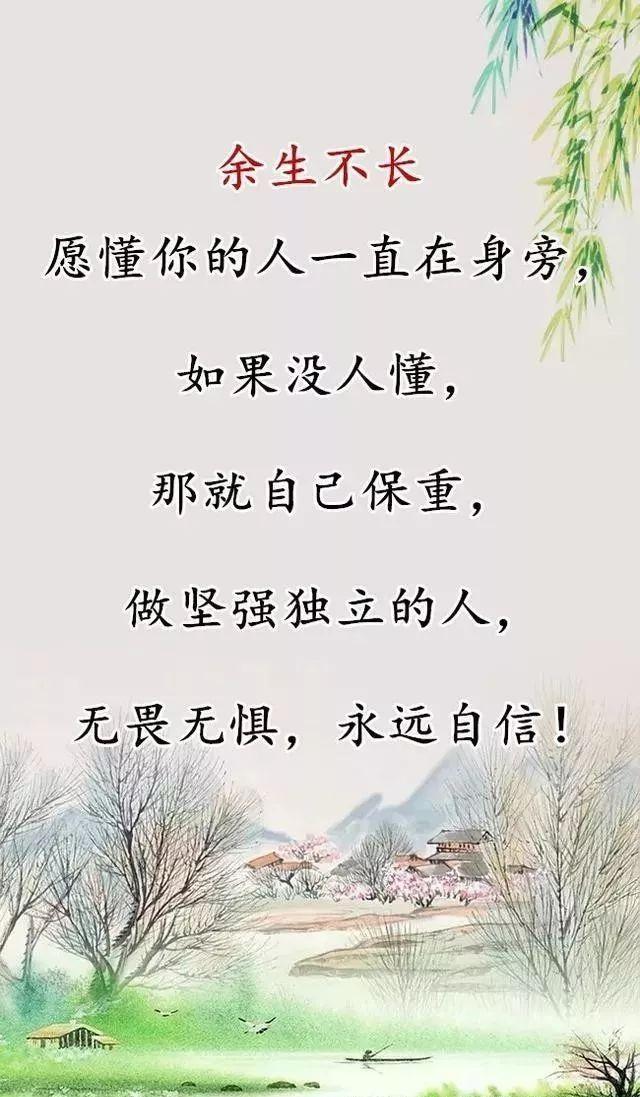 余生不长
愿懂你的人一直在身旁，
如果没人懂，
那就自己保重，
做坚强独立的人，
无畏无惧，永远自信！